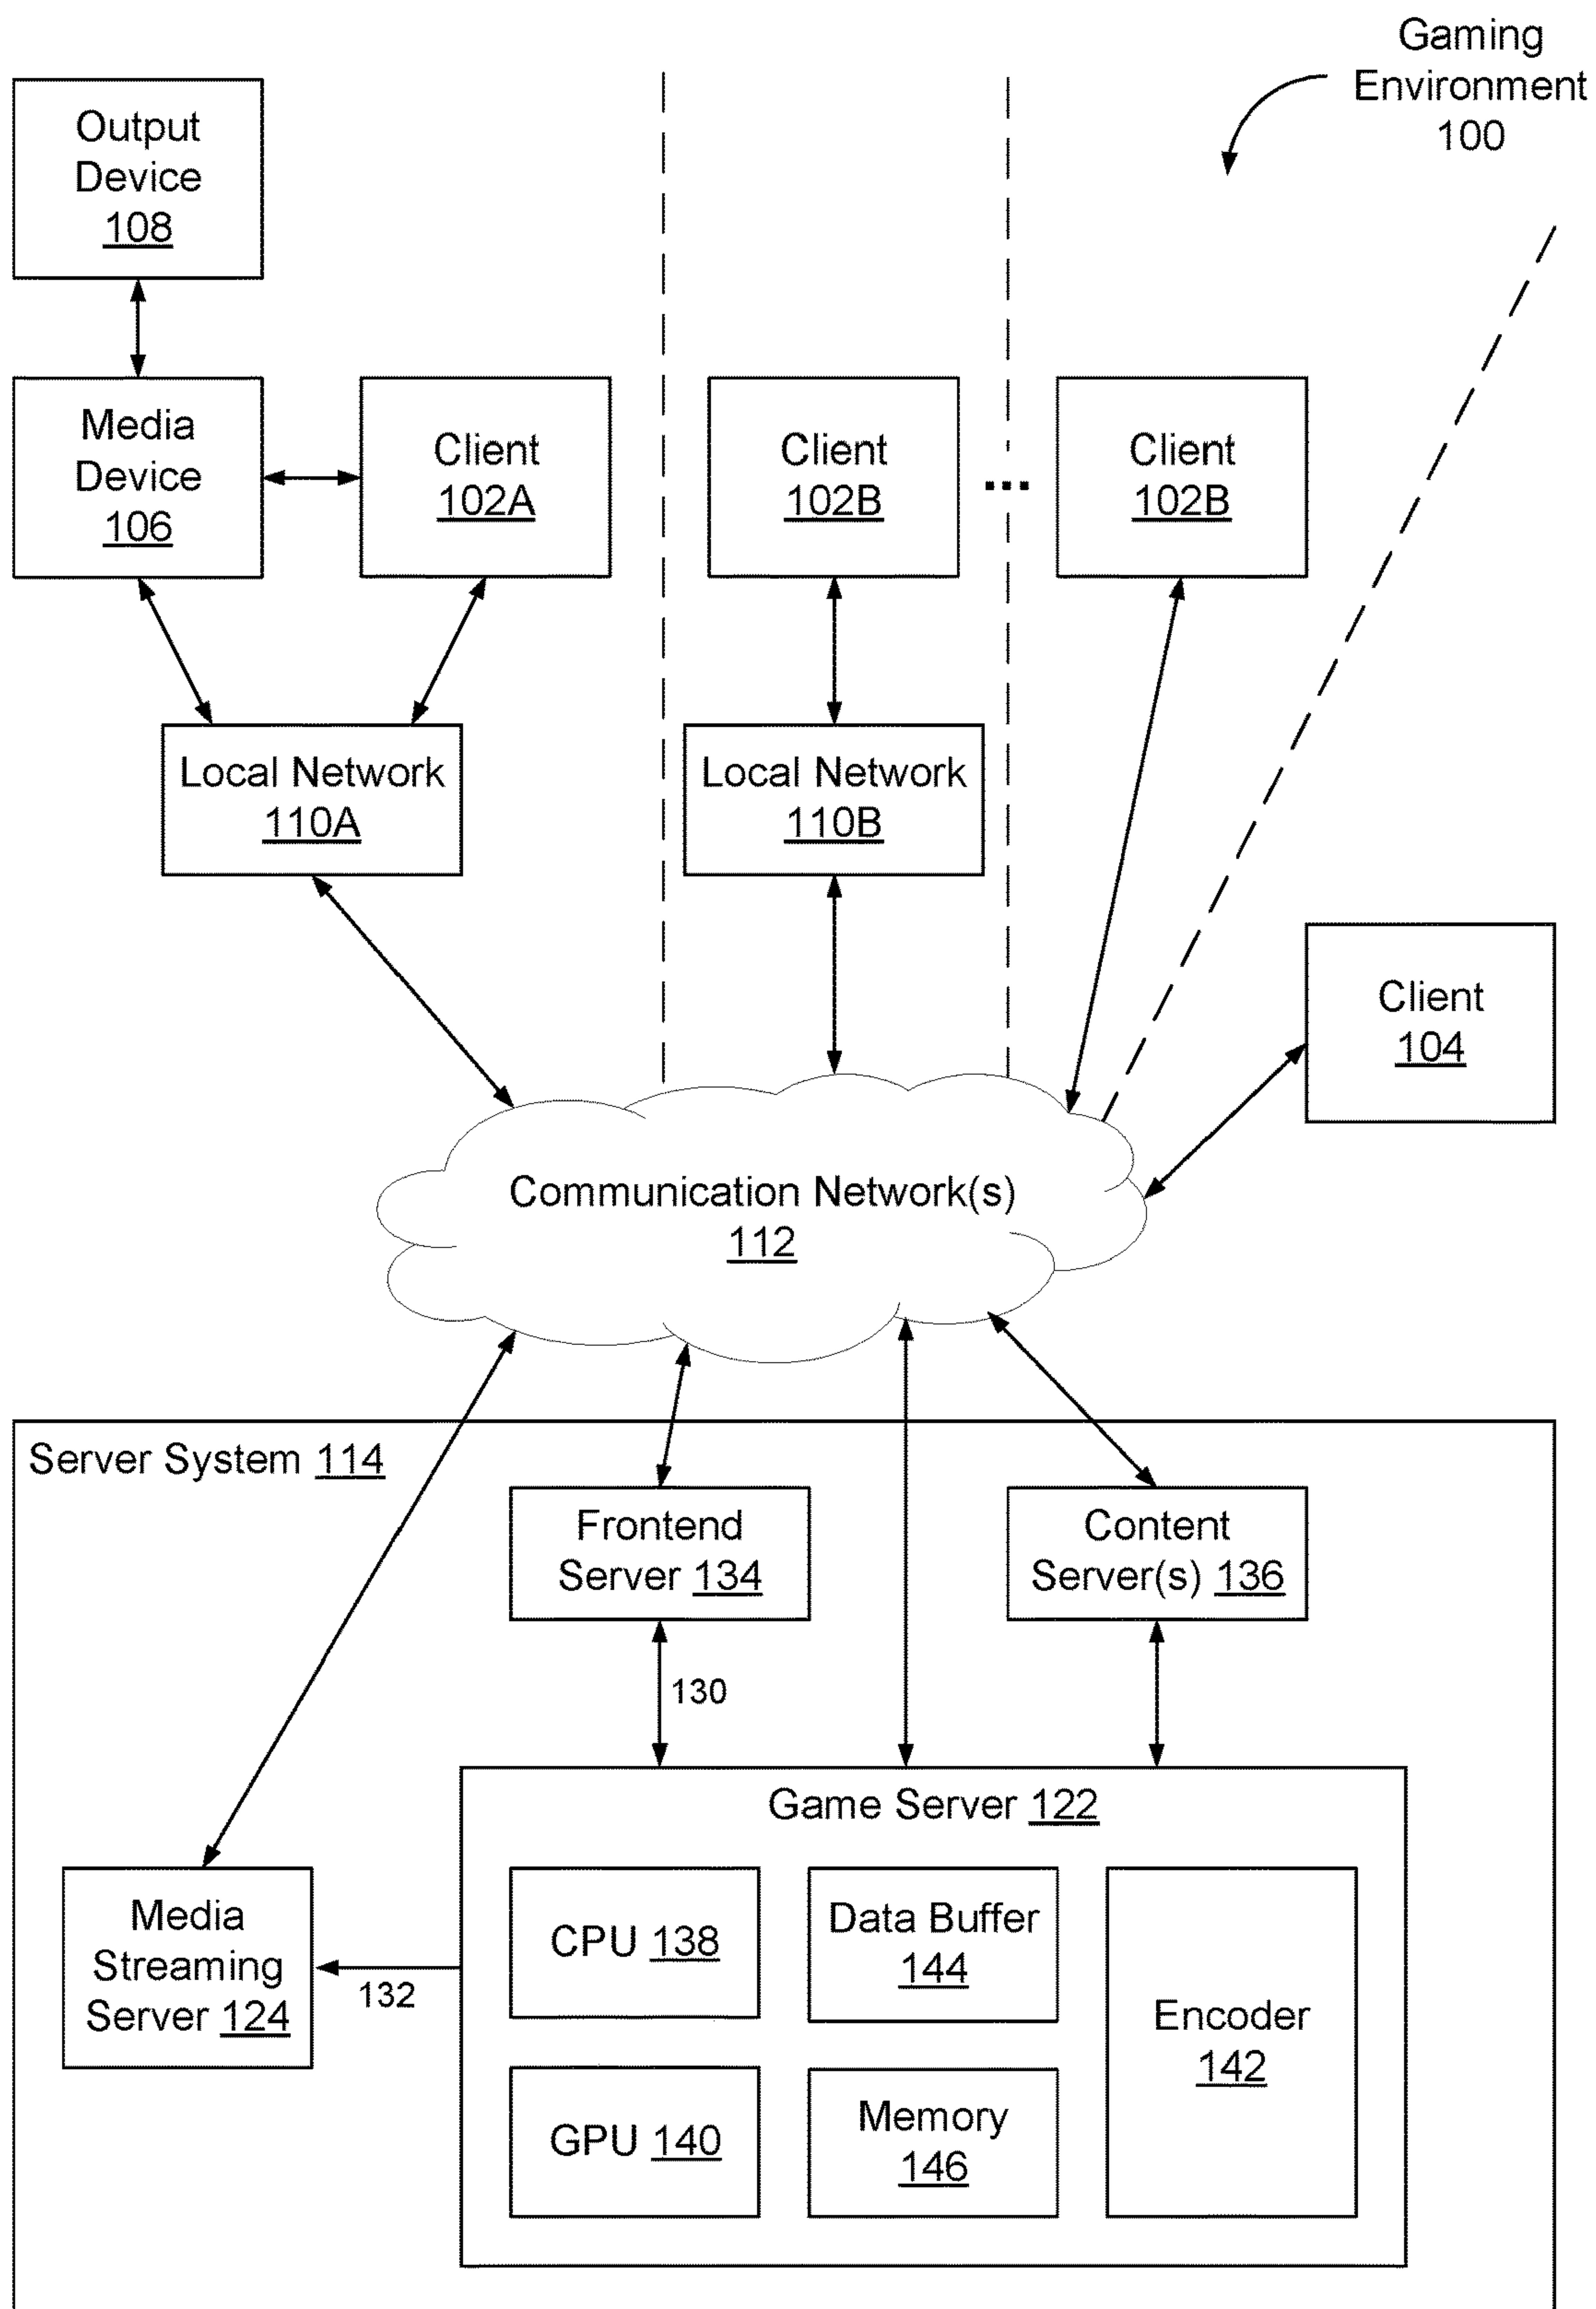 Gaming
Environment
100
Output
Device
108
Media
Device
106
Client
102A
Client
102B
...
Client
102B
Local Network
110A
Local Network
110B
Client
104
Communication Network(s)
112
Server System 114
Frontend
Server 134
Content
Server(s) 136
130
Game Server 122
Media
Streaming
Server 124
132
CPU 138
Data Buffer
144
Encoder
142
GPU 140
Memory
146